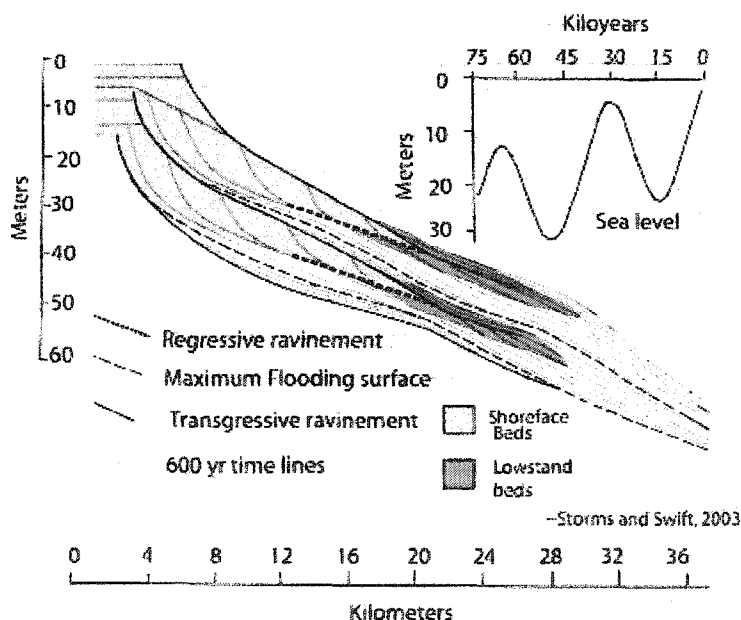 Kiloyears
75 60 45 30 15 0
0
10
20
30
Meters
Sea level
0
10
20
30
40
50
60
Meters
Regressive ravinement
Maximum Flooding surface
Transgressive ravinement
600 yr time lines
Shoreface
Beds
Lowstand
beds
--Storms and Swift, 2003
0 4 8 12 16 20 24 28 32 36
Kilometers